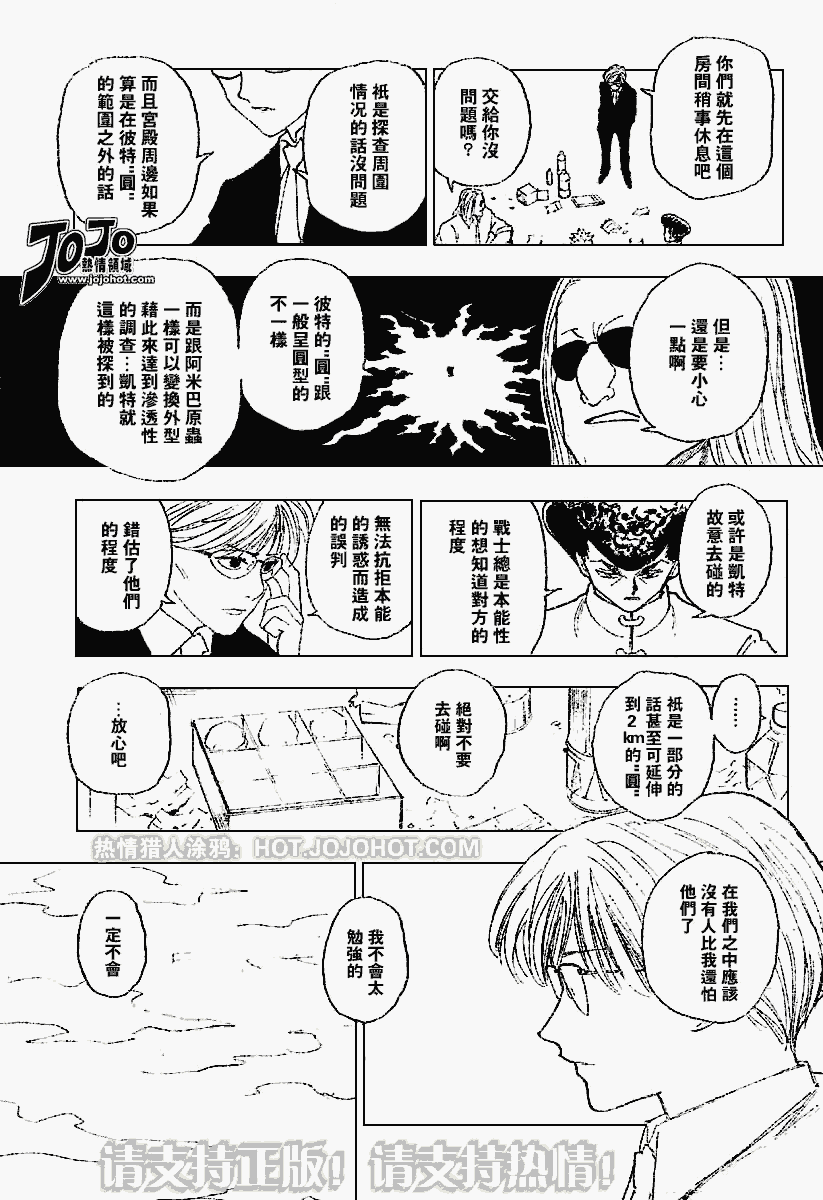 你們就先在這個
房間稍事休息吧
交給你沒
問題嗎?
祇是探查周圍
情況的話沒問題
而且宮殿周邊如果
算是在彼特"圓"
的範圍之外的話
JOJO
熱情領域
www.jojohot.com
但是…
還是要小心
一點啊
彼特的"圓"跟
一般呈圓型的
不一樣
而是跟阿米巴原蟲
一樣可以變換外型
藉此來達到滲透性
的調查…凱特就
這樣被探到的
或許是凱特
故意去碰的
戰士總是本能性
的想知道對方的
程度
無法抗拒本能
的誘惑而造成
的誤判
錯估了他們
的程度
……
祇是一部分的
話甚至可延伸
到2km的"圓"
絕對不要
去碰啊
…放心吧
热情猎人涂鸦: HOT.JOJOHOT.COM
在我們之中應該
沒有人比我還怕
他們了
我不會太
勉強的
一定不會
请支持正版! 请支持热情!